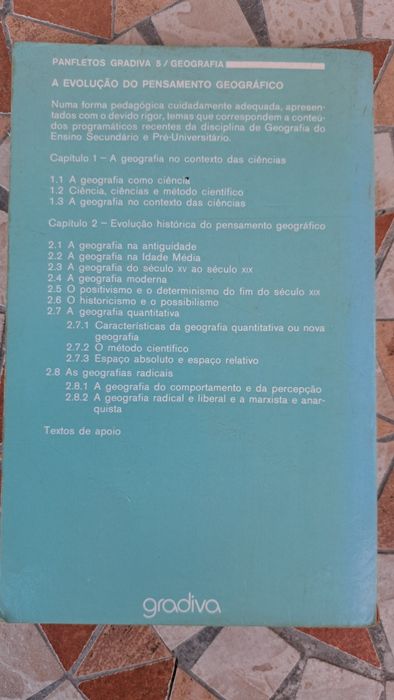 PANFLETOS GRADIVA 5/GEOGRAFIA
A EVOLUÇÃO DO PENSAMENTO GEOGRÁFICO
Numa forma pedagógica cuidadamente adequada, apresen-
tados com o devido rigor, temas que correspondem a conteú-
dos programáticos recentes da disciplina de Geografia do
Ensino Secundário e Pré-Universitário.
Capítulo 1 — A geografia no contexto das ciências
1.1 A geografia como ciência
1.2 Ciência, ciências e método científico
1.3 A geografia no contexto das ciências
Capítulo 2 — Evolução histórica do pensamento geográfico
2.1 A geografia na antiguidade
2.2 A geografia na Idade Média
2.3 A geografia do século XV ao século XIX
2.4 A geografia moderna
2.5 O positivismo e o determinismo do fim do século XIX
2.6 O historicismo e o possibilismo
2.7 A geografia quantitativa
2.7.1 Características da geografia quantitativa ou nova
geografia
2.7.2 O método científico
2.7.3 Espaço absoluto e espaço relativo
2.8 As geografias radicais
2.8.1 A geografia do comportamento e da percepção
2.8.2 A geografia radical e liberal e a marxista e anar-
quista
Textos de apoio
gradiva